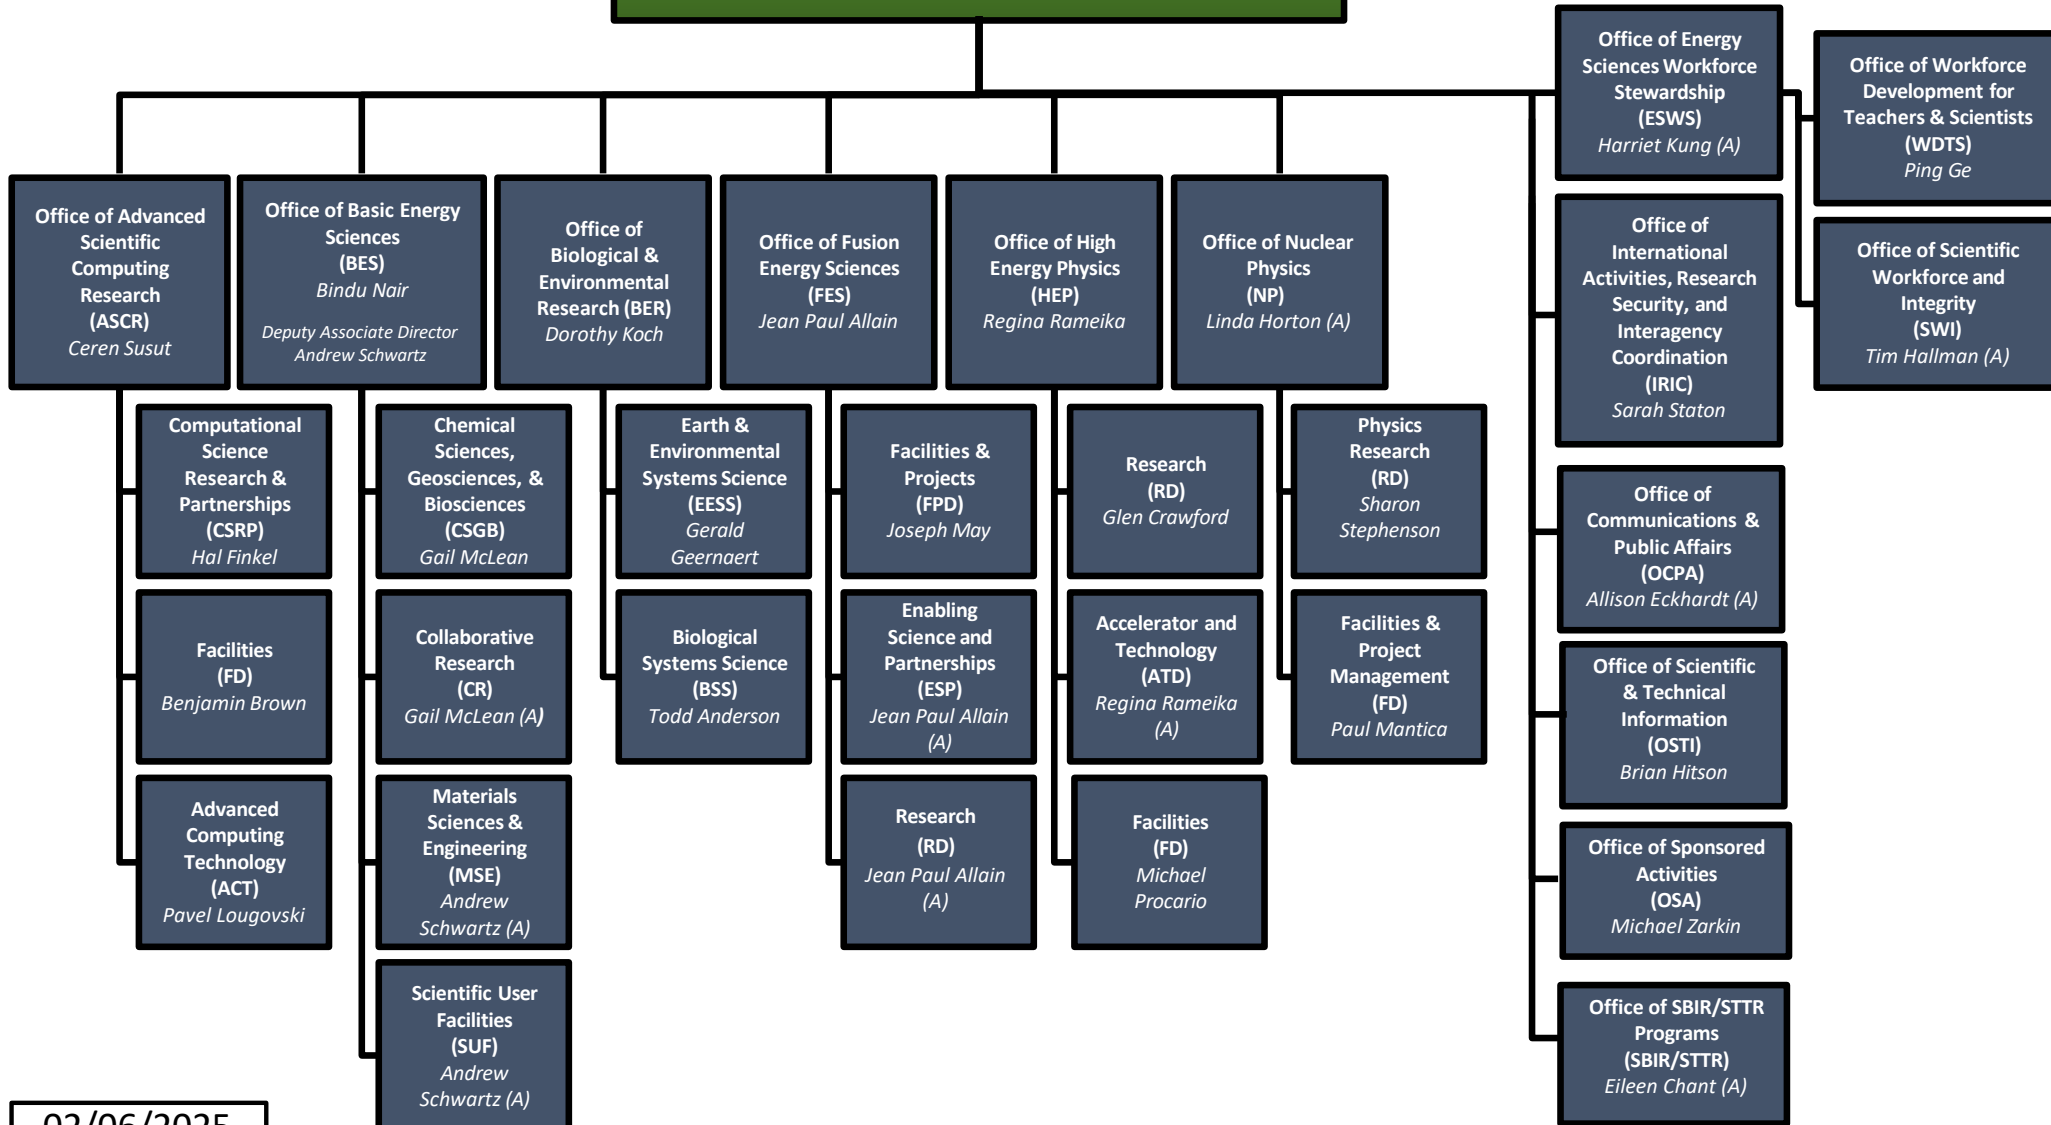 Office of Energy
Sciences Workforce
Stewardship
(ESWS)
Harriet Kung (A)
Office of Workforce
Development for
Teachers & Scientists
(WDTS)
Ping Ge
Office of Advanced
Scientific
Computing
Research
(ASCR)
Ceren Susut
Office of Basic Energy
Sciences
(BES)
Bindu Nair
Deputy Associate Director
Andrew Schwartz
Office of
Biological &
Environmental
Research (BER)
Dorothy Koch
Office of Fusion
Energy Sciences
(FES)
Jean Paul Allain
Office of High
Energy Physics
(HEP)
Regina Rameika
Office of Nuclear
Physics
(NP)
Linda Horton (A)
Office of
International
Activities, Research
Security, and
Interagency
Coordination
(IRIC)
Sarah Staton
Office of Scientific
Workforce and
Integrity
(SWI)
Tim Hallman (A)
Computational
Science
Research &
Partnerships
(CSRP)
Hal Finkel
Chemical
Sciences,
Geosciences, &
Biosciences
(CSGB)
Gail McLean
Earth &
Environmental
Systems Science
(EESS)
Gerald
Geernaert
Facilities &
Projects
(FPD)
Joseph May
Research
(RD)
Glen Crawford
Physics
Research
(RD)
Sharon
Stephenson
Office of
Communications &
Public Affairs
(OCPA)
Allison Eckhardt (A)
Facilities
(FD)
Benjamin Brown
Collaborative
Research
(CR)
Gail McLean (A)
Biological
Systems Science
(BSS)
Todd Anderson
Enabling
Science and
Partnerships
(ESP)
Jean Paul Allain
(A)
Accelerator and
Technology
(ATD)
Regina Rameika
(A)
Facilities &
Project
Management
(FD)
Paul Mantica
Office of Scientific
& Technical
Information
(OSTI)
Brian Hitson
Advanced
Computing
Technology
(ACT)
Pavel Lougovski
Materials
Sciences &
Engineering
(MSE)
Andrew
Schwartz (A)
Research
(RD)
Jean Paul Allain
(A)
Facilities
(FD)
Michael
Procario
Office of Sponsored
Activities
(OSA)
Michael Zarkin
Scientific User
Facilities
(SUF)
Andrew
Schwartz (A)
Office of SBIR/STTR
Programs
(SBIR/STTR)
Eileen Chant (A)
02/06/2025